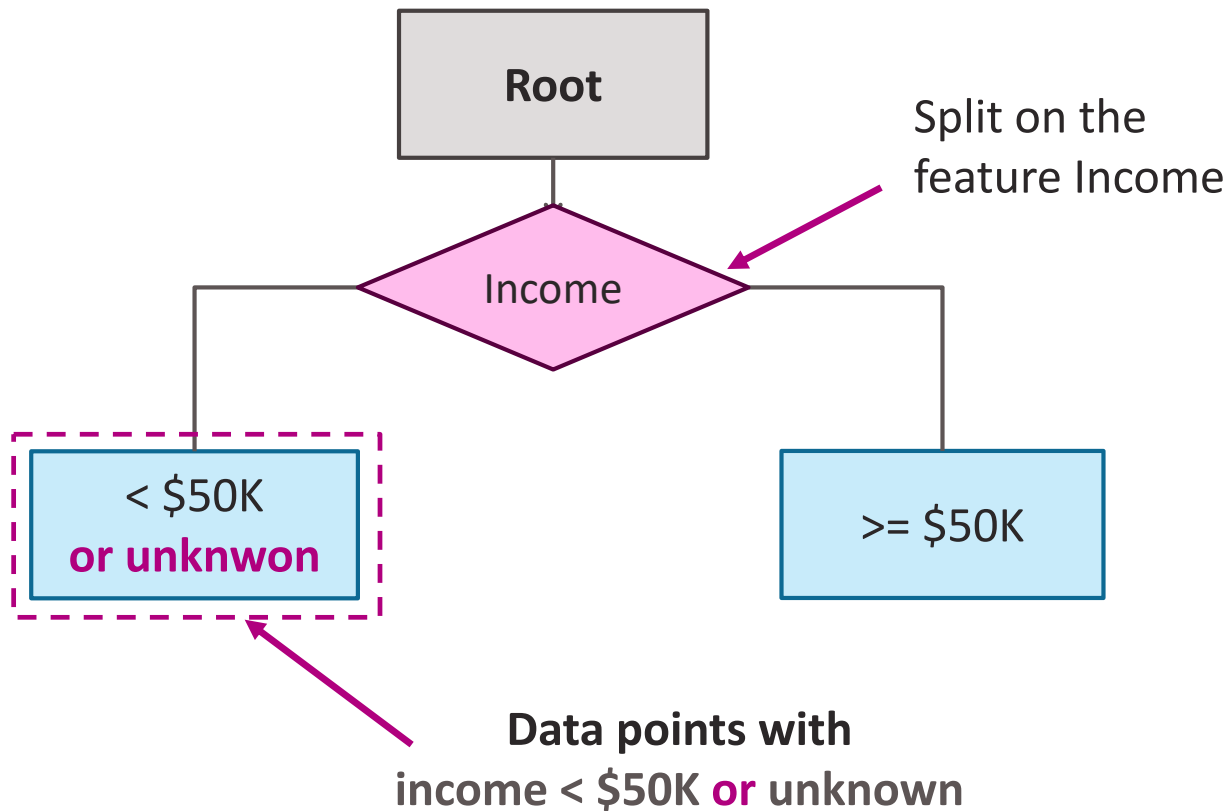 Root
Split on the
feature Income
Income
< $50K
or unknwon
>= $50K
Data points with
income < $50K or unknown